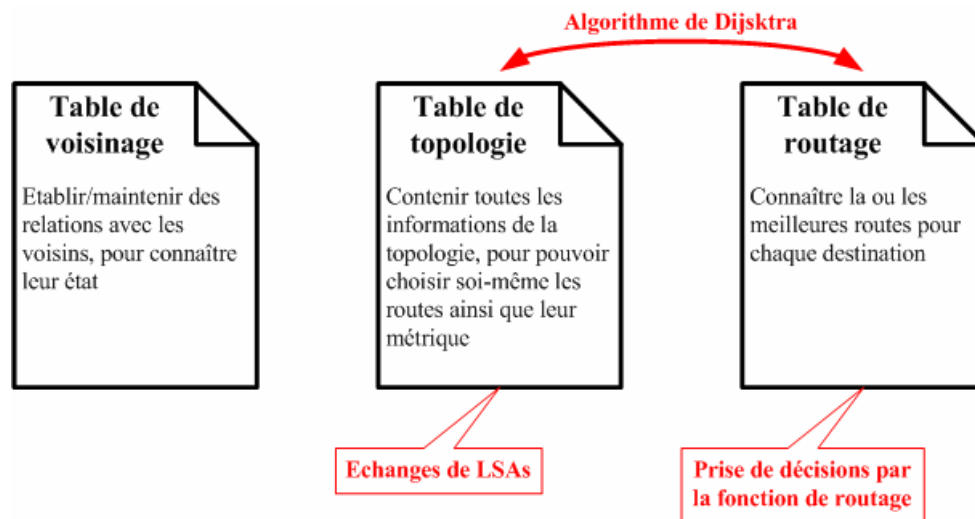 Algorithme de Dijsktra
Table de
voisinage
Etablir/maintenir des
relations avec les
voisins, pour connaître
leur état
Table de
topologie
Contenir toutes les
informations de la
topologie, pour pouvoir
choisir soi-même les
routes ainsi que leur
métrique
Table de
routage
Connaître la ou les
meilleures routes pour
chaque destination
Echanges de LSAs
Prise de décisions par
la fonction de routage